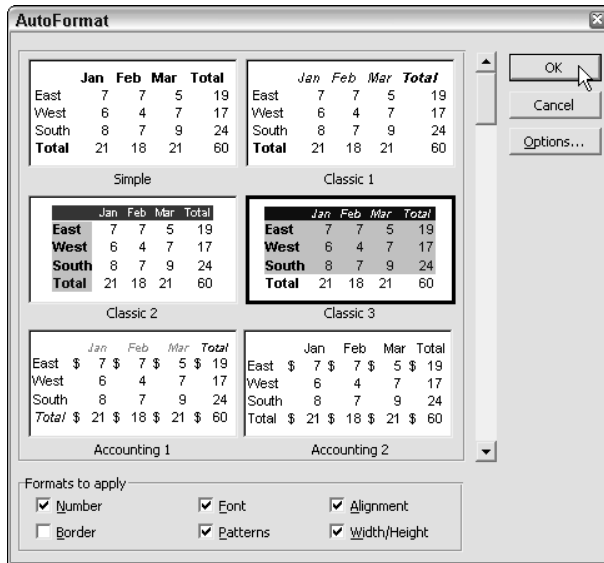 AutoFormat
Jan Feb Mar Total
East 7 7 5 19
West 6 4 7 17
South 8 7 9 24
Total 21 18 21 60
Simple
Jan Feb Mar Total
East 7 7 5 19
West 6 4 7 17
South 8 7 9 24
Total 21 18 21 60
Classic 1
Jan Feb Mar Total
East 7 7 5 19
West 6 4 7 17
South 8 7 9 24
Total 21 18 21 60
Classic 2
Jan Feb Mar Total
East 7 7 5 19
West 6 4 7 17
South 8 7 9 24
Total 21 18 21 60
Classic 3
Jan Feb Mar Total
East $ 7 $ 7 $ 5 $ 19
West 6 4 7 17
South 8 7 9 24
Total $ 21 $ 18 $ 21 $ 60
Accounting 1
Jan Feb Mar Total
East $ 7 $ 7 $ 5 $ 19
West 6 4 7 17
South 8 7 9 24
Total $ 21 $ 18 $ 21 $ 60
Accounting 2
OK
Cancel
Options...
Formats to apply
Number
Font
Alignment
Border
Patterns
Width/Height